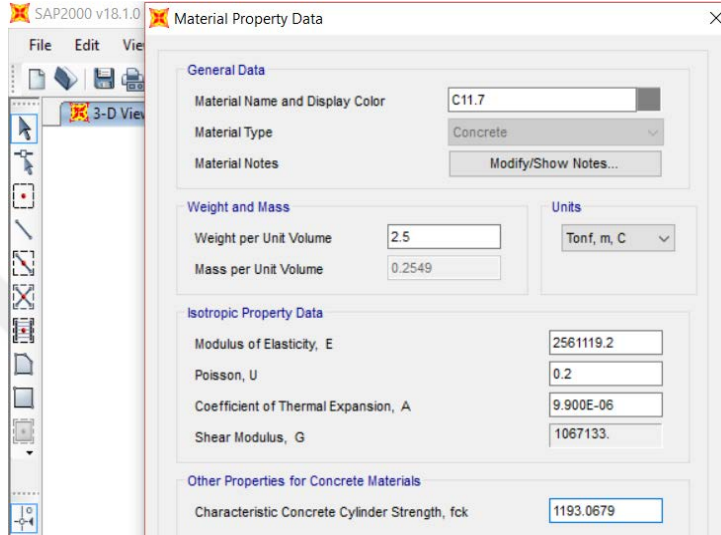 SAP2000 v18.1.0
Material Property Data
File Edit
3-D View
General Data
Material Name and Display Color C11.7
Material Type Concrete
Material Notes Modify/Show Notes...
Weight and Mass Units
Weight per Unit Volume 2.5 Tonf, m, C
Mass per Unit Volume 0.2549
Isotropic Property Data
Modulus of Elasticity, E 2561119.2
Poisson, U 0.2
Coefficient of Thermal Expansion, A 9.900E-06
Shear Modulus, G 1067133.
Other Properties for Concrete Materials
Characteristic Concrete Cylinder Strength, fck 1193.0679